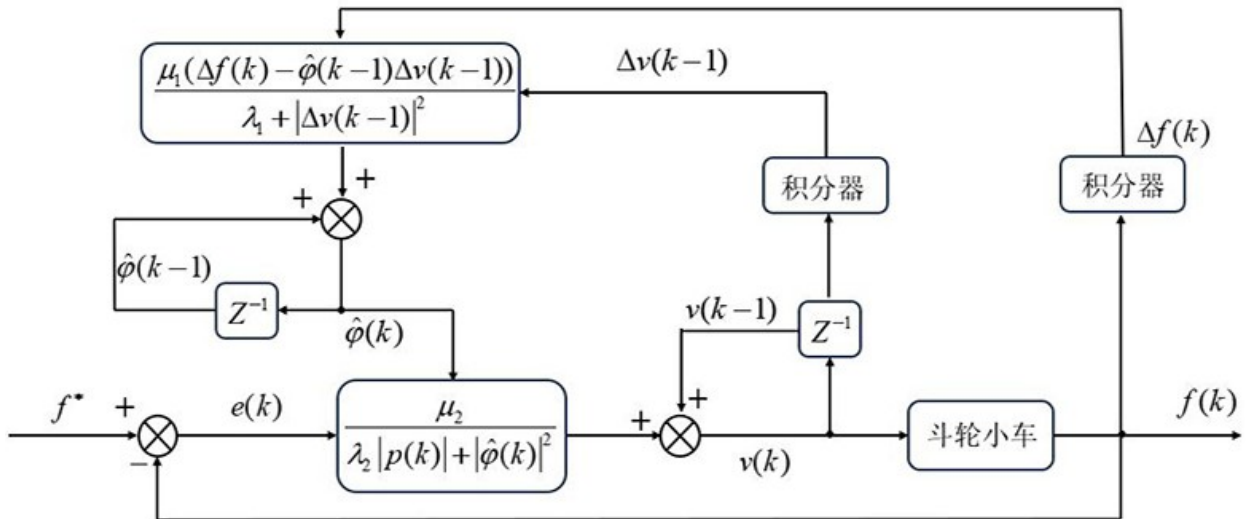 μ₁(Δf(k)−φ̂(k−1)Δv(k−1))
λ₁+|Δv(k−1)|²
Δv(k−1)
Δf(k)
积分器
积分器
+
+
φ̂(k−1)
Z⁻¹
φ̂(k)
v(k−1)
Z⁻¹
+
+
f*
+
−
e(k)
μ₂
λ₂|p(k)|+|φ̂(k)|²
v(k)
斗轮小车
f(k)